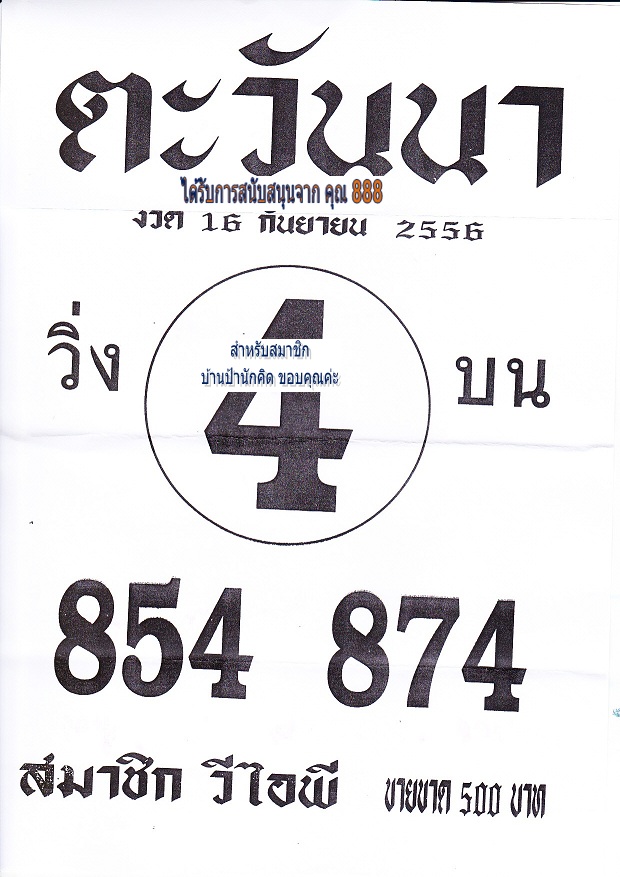 ตะวันนา
ได้รับการสนับสนุนจาก คุณ 888
งวด 16 กันยายน 2556
วิ่ง 4 บน
สำหรับสมาชิก
บ้านป้านักคิด ขอบคุณค่ะ
854 874
สมาชิก วีไอพี ขายขาด 500 บาท